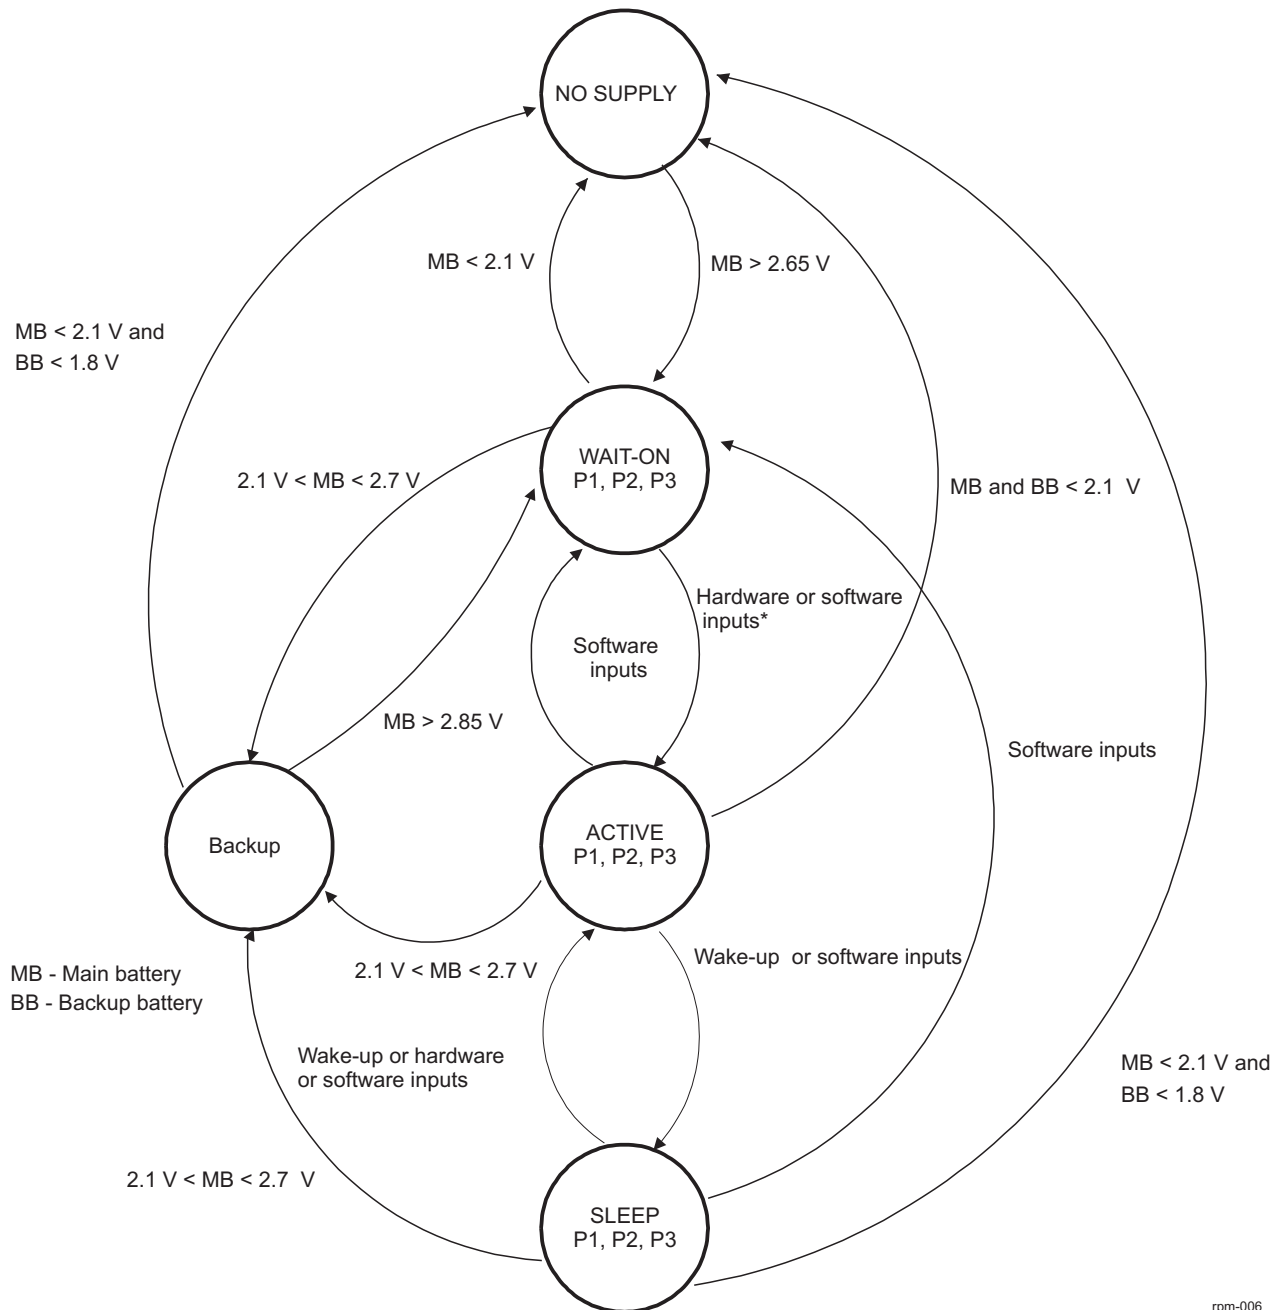 NO SUPPLY
MB < 2.1 V
MB > 2.65 V
MB < 2.1 V and
BB < 1.8 V
WAIT-ON
P1, P2, P3
2.1 V < MB < 2.7 V
MB and BB < 2.1 V
Hardware or software
inputs*
Software
inputs
MB > 2.85 V
Software inputs
ACTIVE
P1, P2, P3
Backup
Wake-up or software inputs
2.1 V < MB < 2.7 V
MB - Main battery
BB - Backup battery
Wake-up or hardware
or software inputs
MB < 2.1 V and
BB < 1.8 V
2.1 V < MB < 2.7 V
SLEEP
P1, P2, P3
rpm-006